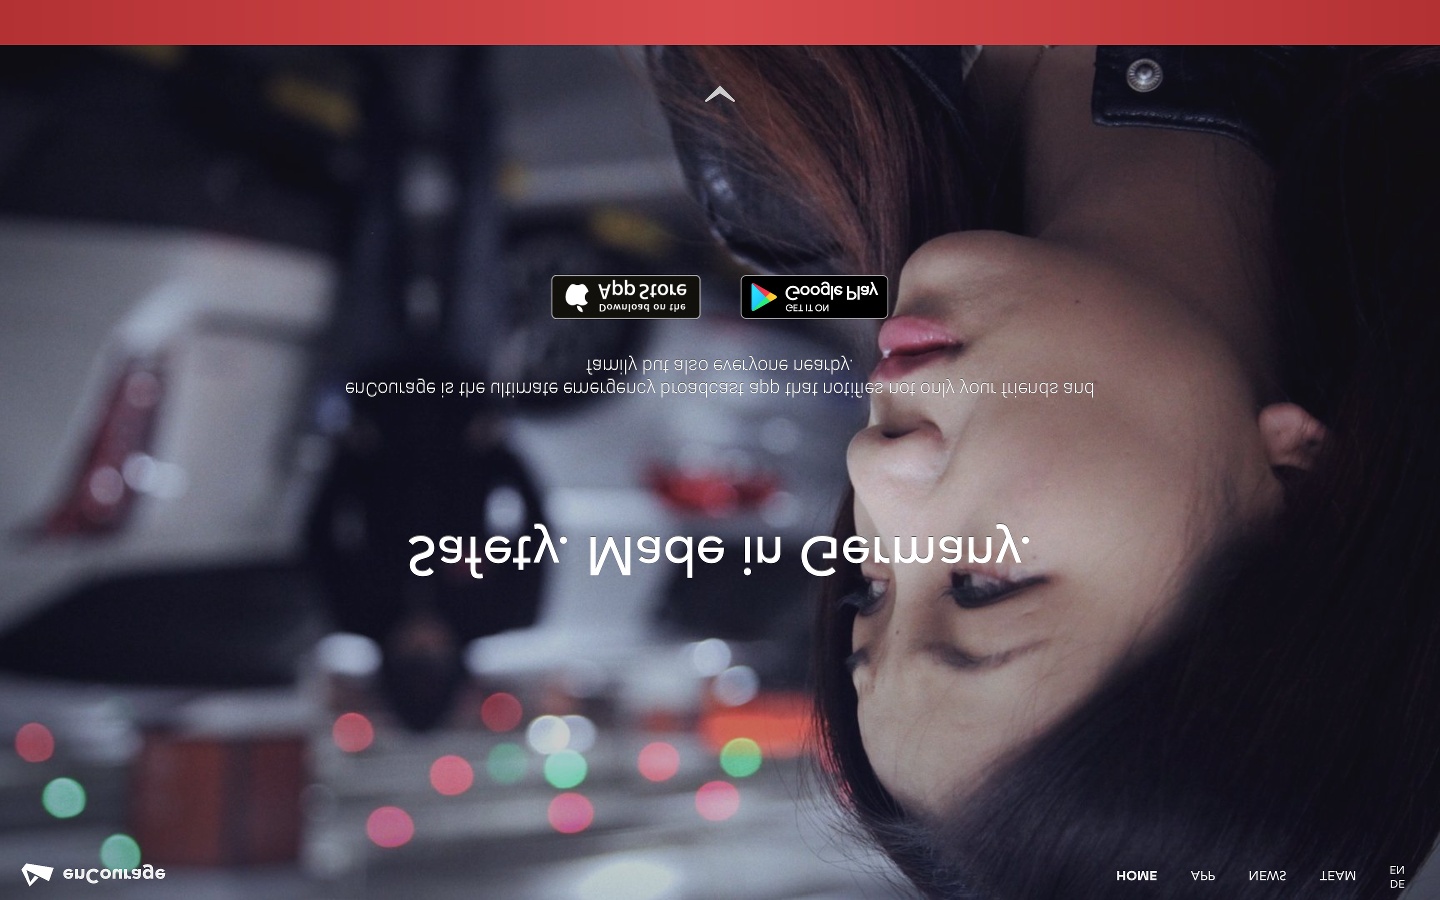 enCourage
HOME
APP
NEWS
TEAM
EN
DE
Safety. Made in Germany.
enCourage is the ultimate emergency broadcast app that notifies not only your friends and
family but also everyone nearby.
Download on the
App Store
GET IT ON
Google Play